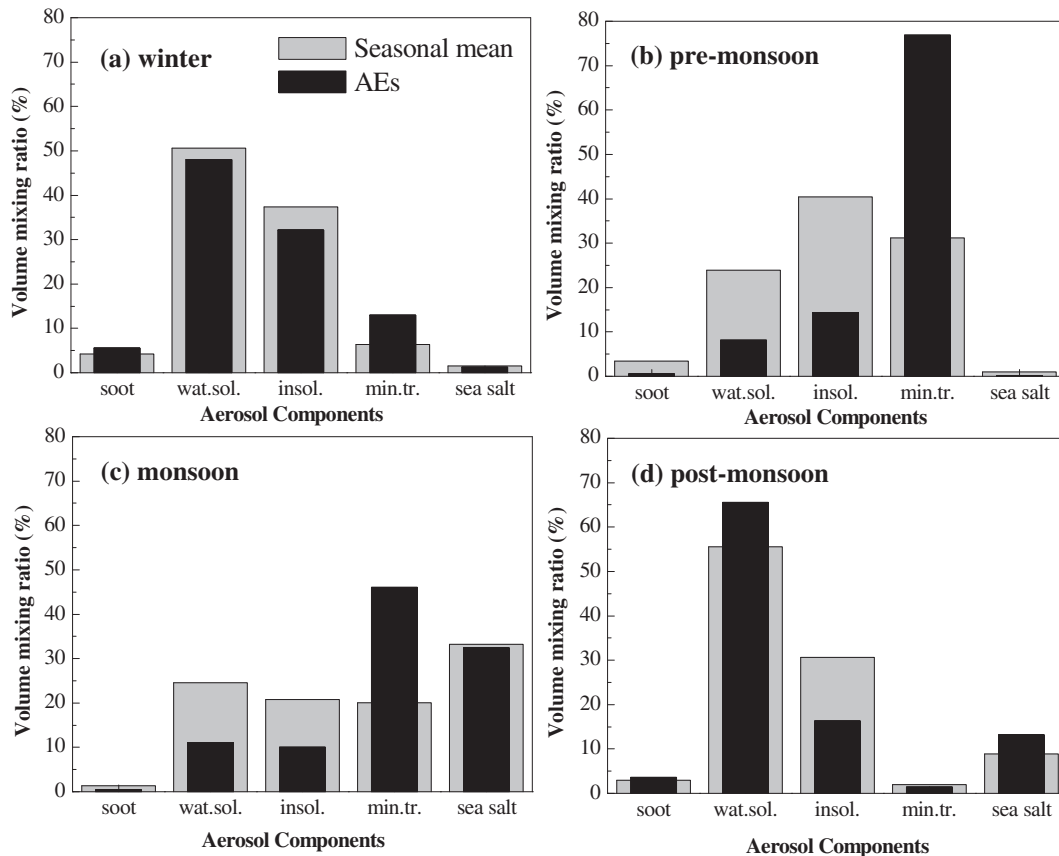 (a) winter
Seasonal mean
AEs
Volume mixing ratio (%)
80
70
60
50
40
30
20
10
0
soot wat.sol. insol. min.tr. sea salt
Aerosol Components
(b) pre-monsoon
Volume mixing ratio (%)
80
70
60
50
40
30
20
10
0
soot wat.sol. insol. min.tr. sea salt
Aerosol Components
(c) monsoon
Volume mixing ratio (%)
80
70
60
50
40
30
20
10
0
soot wat.sol. insol. min.tr. sea salt
Aerosol Components
(d) post-monsoon
Volume mixing ratio (%)
80
70
60
50
40
30
20
10
0
soot wat.sol. insol. min.tr. sea salt
Aerosol Components